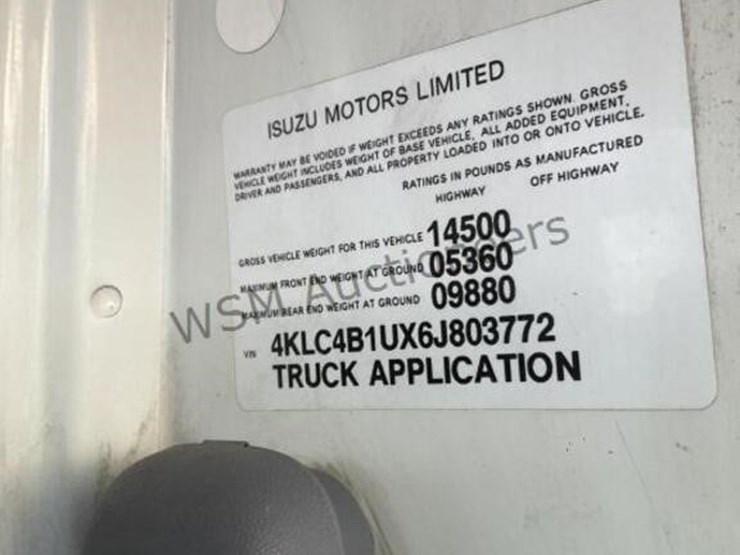 ISUZU MOTORS LIMITED
WARRANTY MAY BE VOIDED IF WEIGHT EXCEEDS ANY RATINGS SHOWN. GROSS
VEHICLE WEIGHT INCLUDES WEIGHT OF BASE VEHICLE, ALL ADDED EQUIPMENT,
DRIVER AND PASSENGERS, AND ALL PROPERTY LOADED INTO OR ONTO VEHICLE.
RATINGS IN POUNDS AS MANUFACTURED
HIGHWAY OFF HIGHWAY
GROSS VEHICLE WEIGHT FOR THIS VEHICLE 14500
MAXIMUM FRONT END WEIGHT AT GROUND 05360
MAXIMUM REAR END WEIGHT AT GROUND 09880
VIN 4KLC4B1UX6J803772
TRUCK APPLICATION
WSM Auctioneers